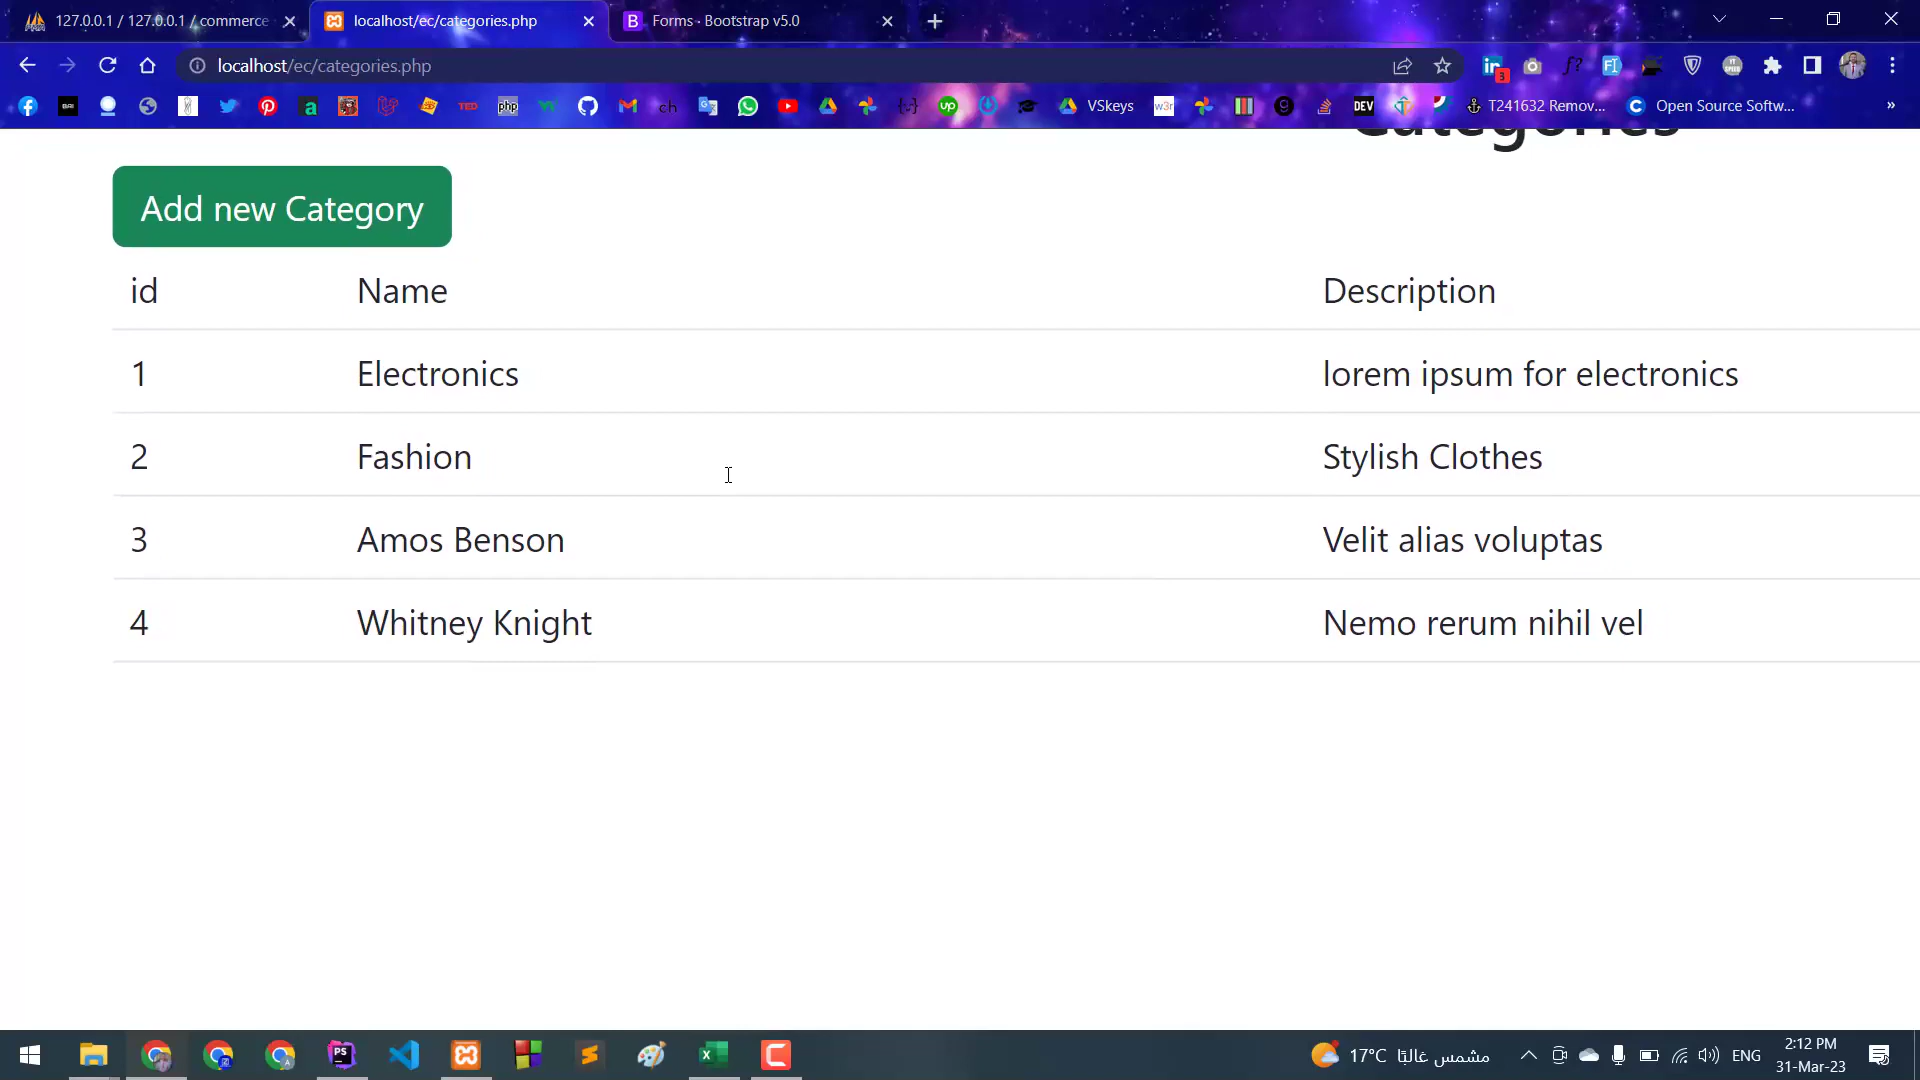 127.0.0.1 / 127.0.0.1 / commerce
localhost/ec/categories.php
Forms · Bootstrap v5.0
localhost/ec/categories.php
VSkeys
T241632 Remov...
Open Source Softw...
Categories
Add new Category
id Name Description
1 Electronics lorem ipsum for electronics
2 Fashion Stylish Clothes
3 Amos Benson Velit alias voluptas
4 Whitney Knight Nemo rerum nihil vel
17°C مشمس غالبًا
ENG
2:12 PM
31-Mar-23